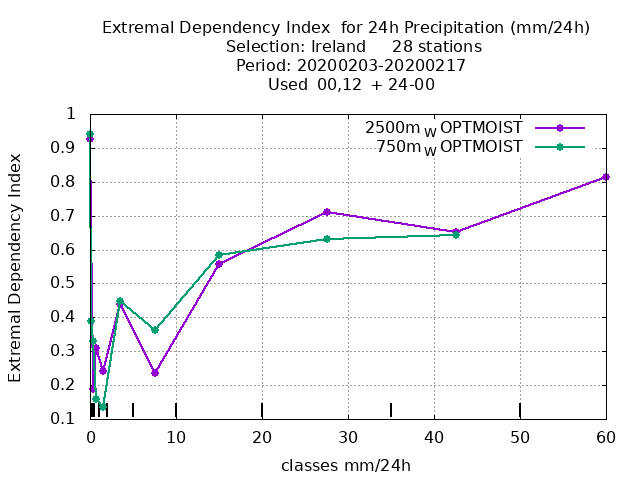 Extremal Dependency Index  for 24h Precipitation (mm/24h)
Selection: Ireland     28 stations
Period: 20200203-20200217
Used  00,12  + 24-00
2500m W OPTMOIST
750m W OPTMOIST
1
0.9
0.8
0.7
0.6
0.5
0.4
0.3
0.2
0.1
Extremal Dependency Index
0 10 20 30 40 50 60
classes mm/24h